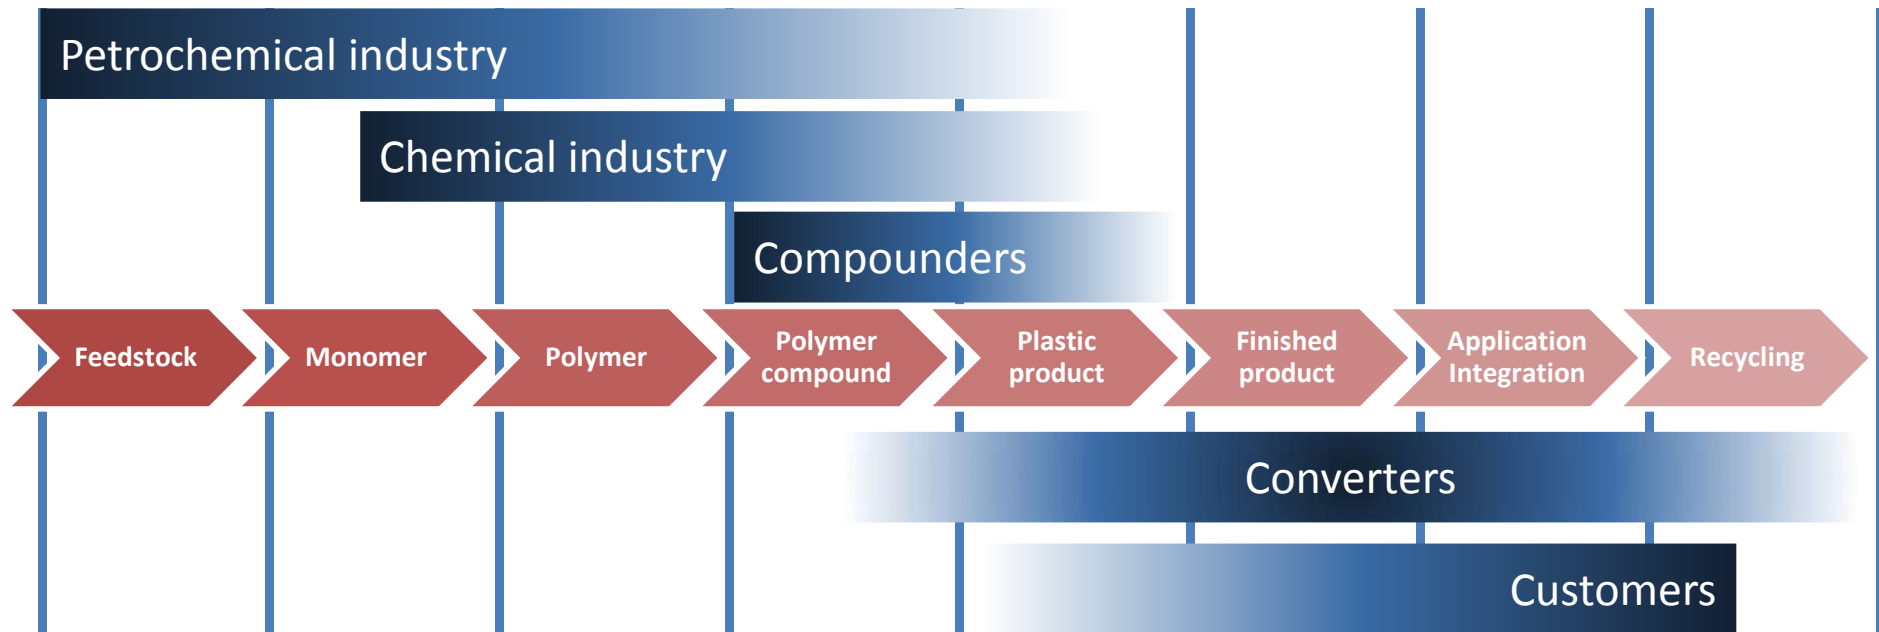 Petrochemical industry
Chemical industry
Compounders
Feedstock
Monomer
Polymer
Polymer
compound
Plastic
product
Finished
product
Application
Integration
Recycling
Converters
Customers